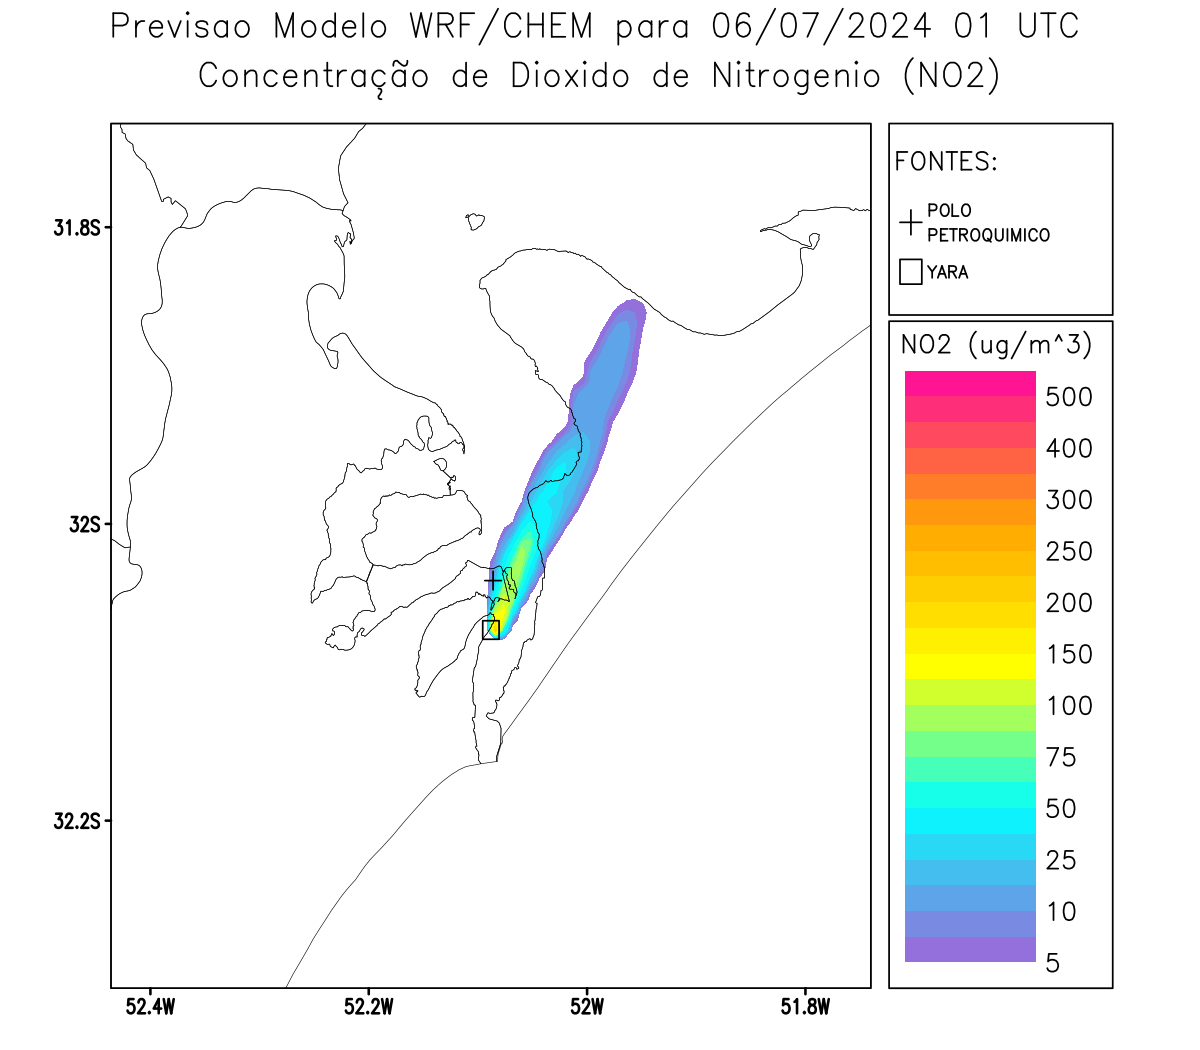 Previsao Modelo WRF/CHEM para 06/07/2024 01 UTC
Concentração de Dioxido de Nitrogenio (NO2)
FONTES:
POLO
PETROQUIMICO
YARA
31.8S
32S
32.2S
52.4W
52.2W
52W
51.8W
NO2 (ug/m^3)
500
400
300
250
200
150
100
75
50
25
10
5